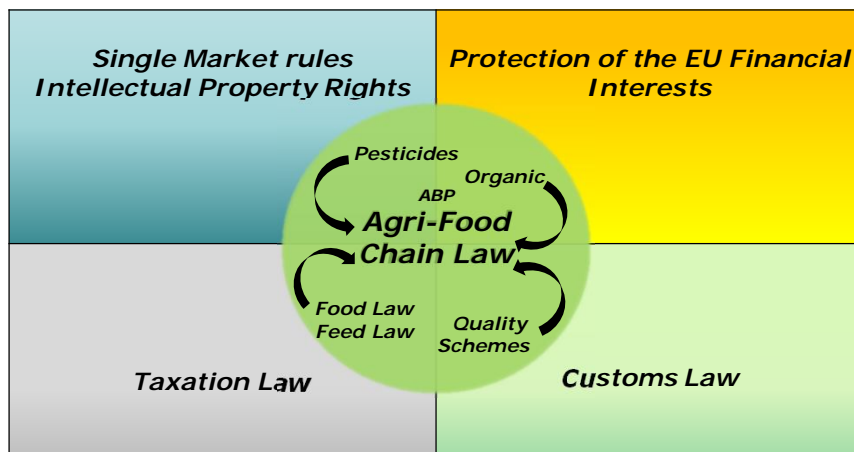 Single Market rules
Intellectual Property Rights
Protection of the EU Financial
Interests
Pesticides
Organic
ABP
Agri-Food
Chain Law
Food Law
Feed Law
Quality
Schemes
Taxation Law
Customs Law